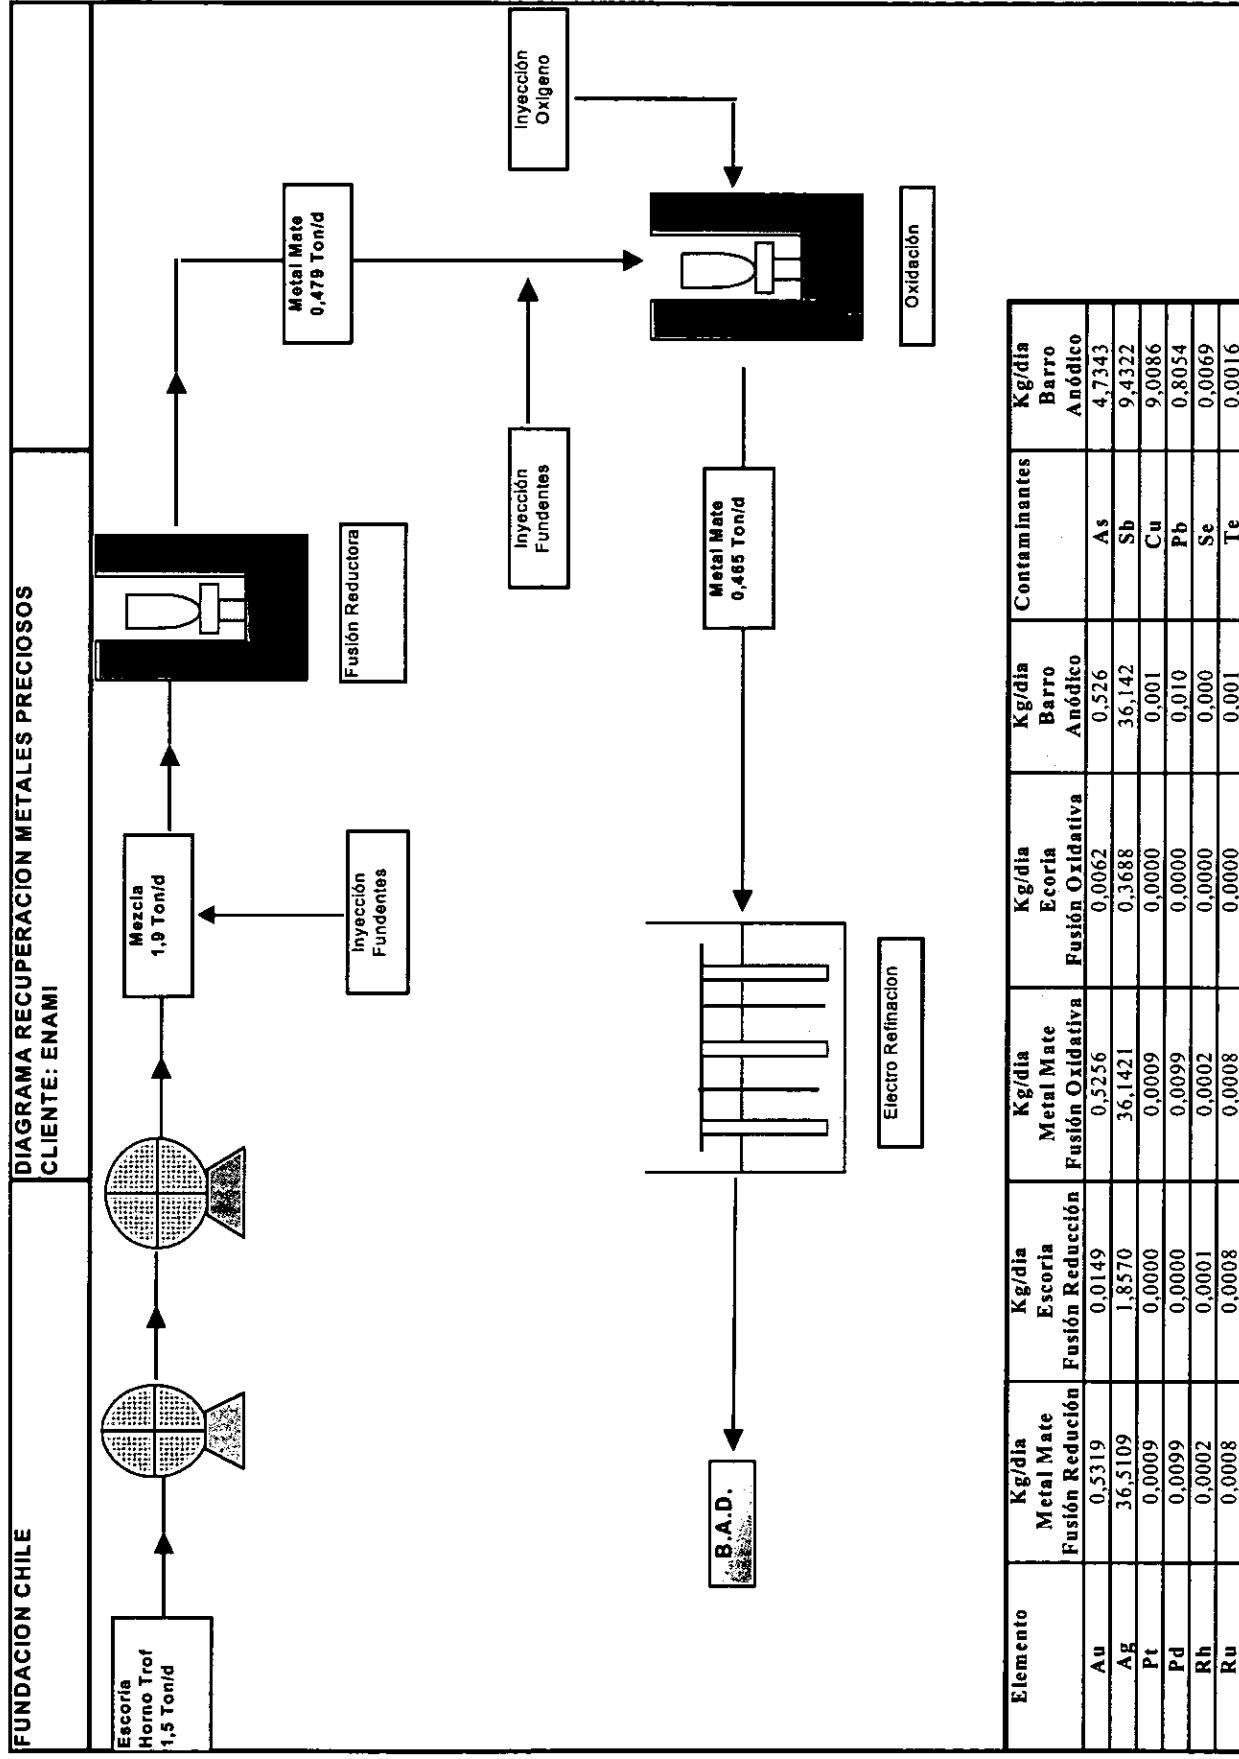 FUNDACION CHILE
DIAGRAMA RECUPERACION METALES PRECIOSOS
CLIENTE: ENAMI
Escoria
Horno Trof
1,5 Ton/d
Mezcla
1,9 Ton/d
Inyección
Fundentes
Fusión Reductora
Metal Mate
0,479 Ton/d
Inyección
Fundentes
Inyección
Oxigeno
Oxidación
Metal Mate
0,465 Ton/d
Electro Refinacion
B.A.D.
Elemento Kg/dia Kg/dia Kg/dia Kg/dia Kg/dia Contaminantes Kg/dia
Metal Mate Escoria Metal Mate Ecoria Barro Barro
Fusión Redución Fusión Reducción Fusión Oxidativa Fusión Oxidativa Anódico Anódico
Au 0,5319 0,0149 0,5256 0,0062 0,526 As 4,7343
Ag 36,5109 1,8570 36,1421 0,3688 36,142 Sb 9,4322
Pt 0,0009 0,0000 0,0009 0,0000 0,001 Cu 9,0086
Pd 0,0099 0,0000 0,0099 0,0000 0,010 Pb 0,8054
Rh 0,0002 0,0001 0,0002 0,0000 0,000 Se 0,0069
Ru 0,0008 0,0008 0,0008 0,0000 0,001 Te 0,0016